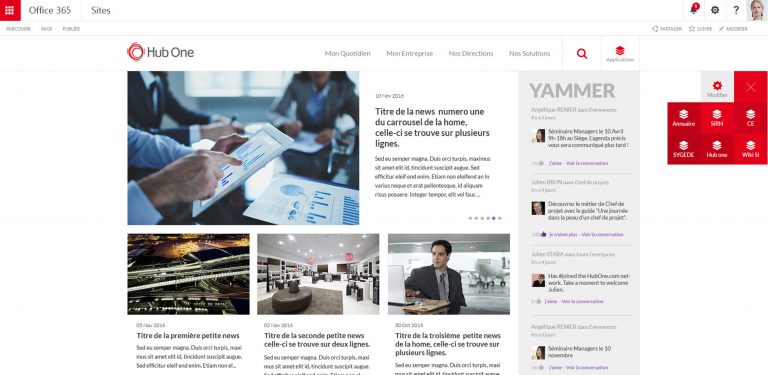 Office 365
Sites
1
?
PARCOURIR
PAGE
PUBLIER
PARTAGER
SUIVRE
MODIFIER
Hub One
Mon Quotidien
Mon Entreprise
Nos Directions
Nos Solutions
Applications
10 Nov 2016
Titre de la news numero une
du carrousel de la home,
celle-ci se trouve sur plusieurs
lignes.
Sed eu semper magna. Duis orci turpis, maximus
sit amet elit id, tincidunt suscipit augue. Sed
efficitur eleif enim. Etiam non eleifend an In
varius neque et erat pellentesque, id aliquam
risus posuere. Integer tempor, elit vel fauc ...
YAMMER
Angélique RENIER dans Evènements
il y a 3 jours
Séminaire Managers le 10 Avril
9h-18h au Siège. L'agenda précis
vous sera communiqué plus tard !
J'aime - Voir la conversation
Julien BRUN dans Chef de projets
il y a 4 jours
Découvrez le métier de Chef de
projet avec le guide "Une journée
dans la peau d'un chef de projet".
je n'aime plus - Voir la conversation
Julien STARA dans toute l'entreprise
il y a 4 jours
Has #joined the HubOne.com net-
work. Take a moment to welcome
Julien.
J'aime - Voir la conversation
Angélique RENIER dans Evènements
il y a 4 jours
Séminaire Managers le 10
novembre
J'aime - Voir la conversation
Modifier
Annuaire
SIRH
CE
SYGEDE
Hub one
Wiki SI
05 Nov 2016
Titre de la première petite news
Sed eu semper magna. Duis orci turpis, maxi
mus sit amet elit id, tincidunt suscipit augue.
Sed efficitur eleifend enim. Etiam non
02 Nov 2016
Titre de la seconde petite news
celle-ci se trouve sur deux lignes.
Sed eu semper magna. Duis orci turpis, maxi
mus sit amet elit id, tincidunt suscipit augue.
30 Oct 2016
Titre de la troisième petite news
de la home, celle-ci se trouve sur
plusieurs lignes.
Sed eu semper magna. Duis orci turpis, maxi
mus sit amet elit id, tincidunt suscipit augue.